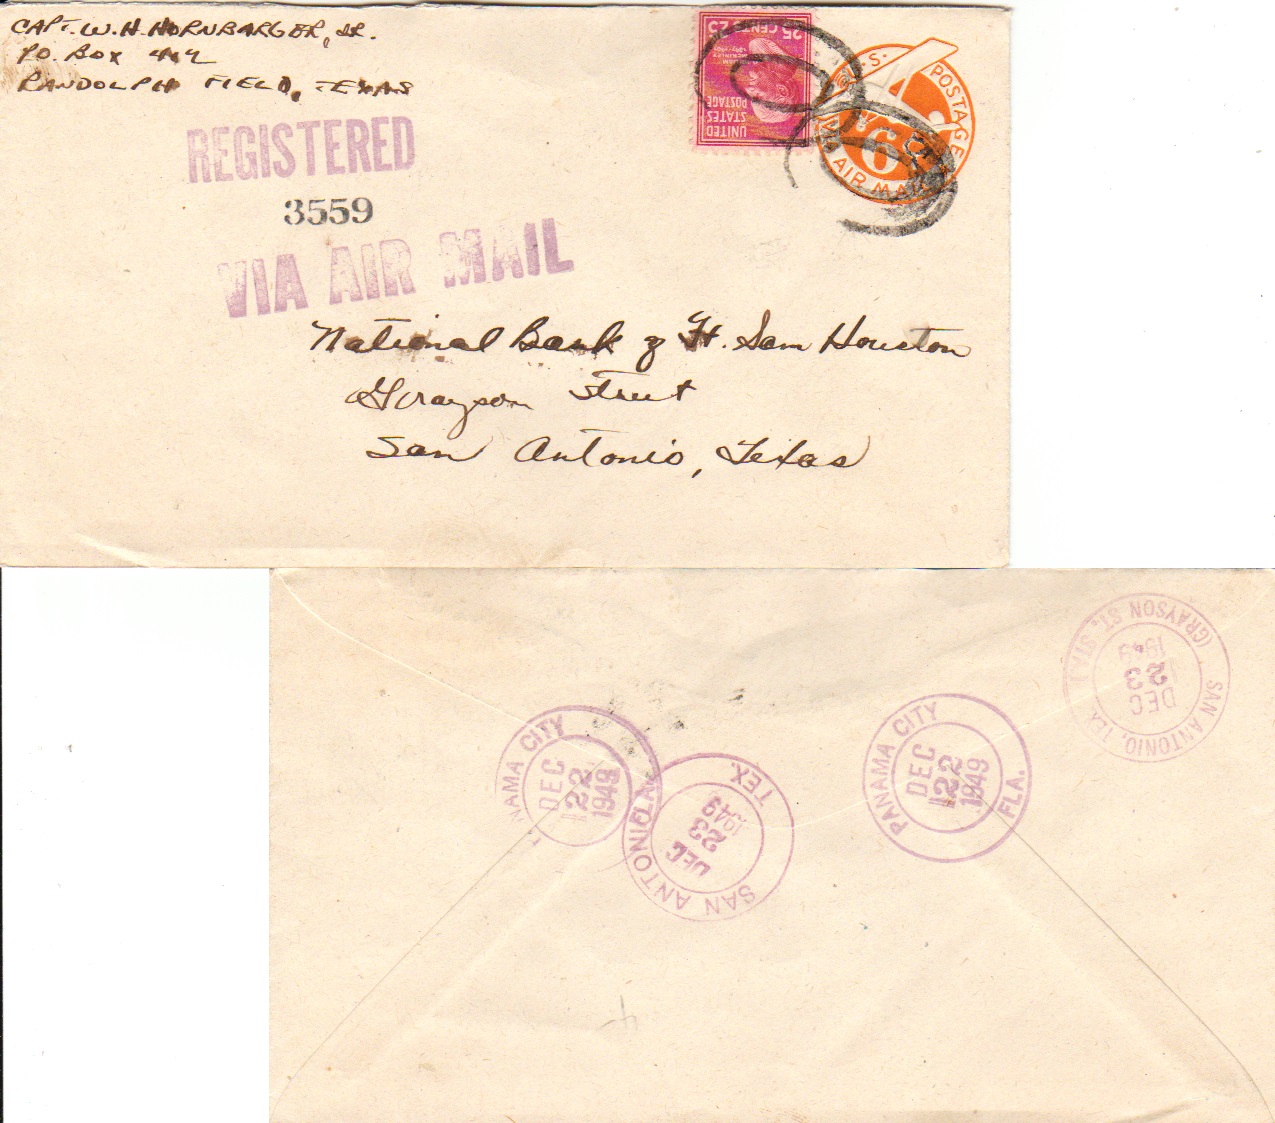 CAPT. W. H. HORNBARGER, JR.
P.O. BOX 442
RANDOLPH FIELD, TEXAS
REGISTERED
3559
VIA AIR MAIL
25 CENTS 25
UNITED
STATES
POSTAGE
U.S. POSTAGE
6¢
AIR MAIL
National Bank of Ft. Sam Houston
Grayson Street
San Antonio, Texas
PANAMA CITY
DEC
22
1949
FLA.
SAN ANTONIO
TEX.
DEC
23
1949
PANAMA CITY
DEC
22
1949
FLA.
SAN ANTONIO, TEX.
(GRAYSON ST. STA.)
DEC
23
1949